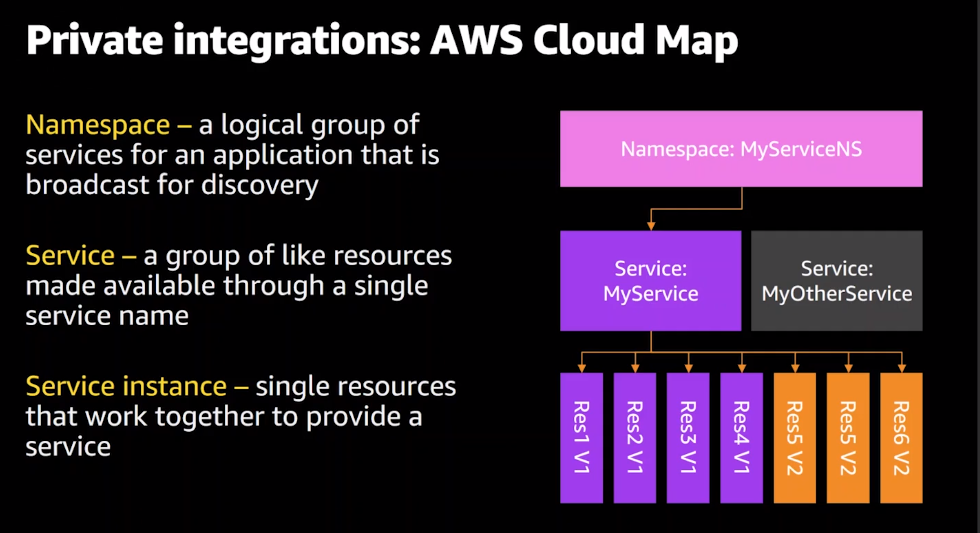 Private integrations: AWS Cloud Map
Namespace – a logical group of
services for an application that is
broadcast for discovery
Service – a group of like resources
made available through a single
service name
Service instance – single resources
that work together to provide a
service
Namespace: MyServiceNS
Service:
MyService
Service:
MyOtherService
Res1 V1
Res2 V1
Res3 V1
Res4 V1
Res5 V2
Res5 V2
Res6 V2